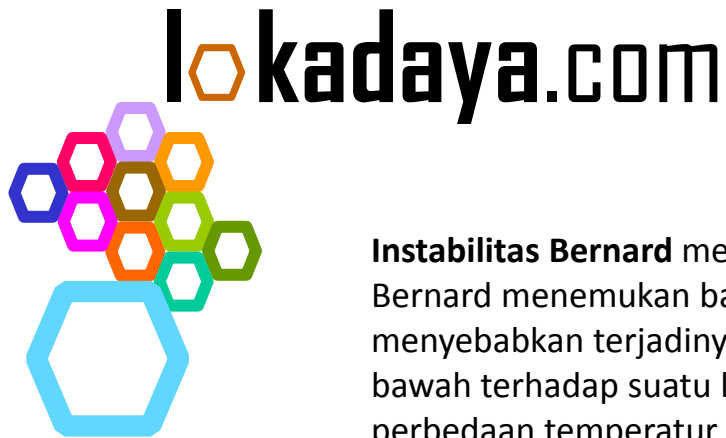 lokadaya.com
Instabilitas Bernard
Bernard menemukan
menyebabkan
bawah terhadap suatu
perbedaan temperatur